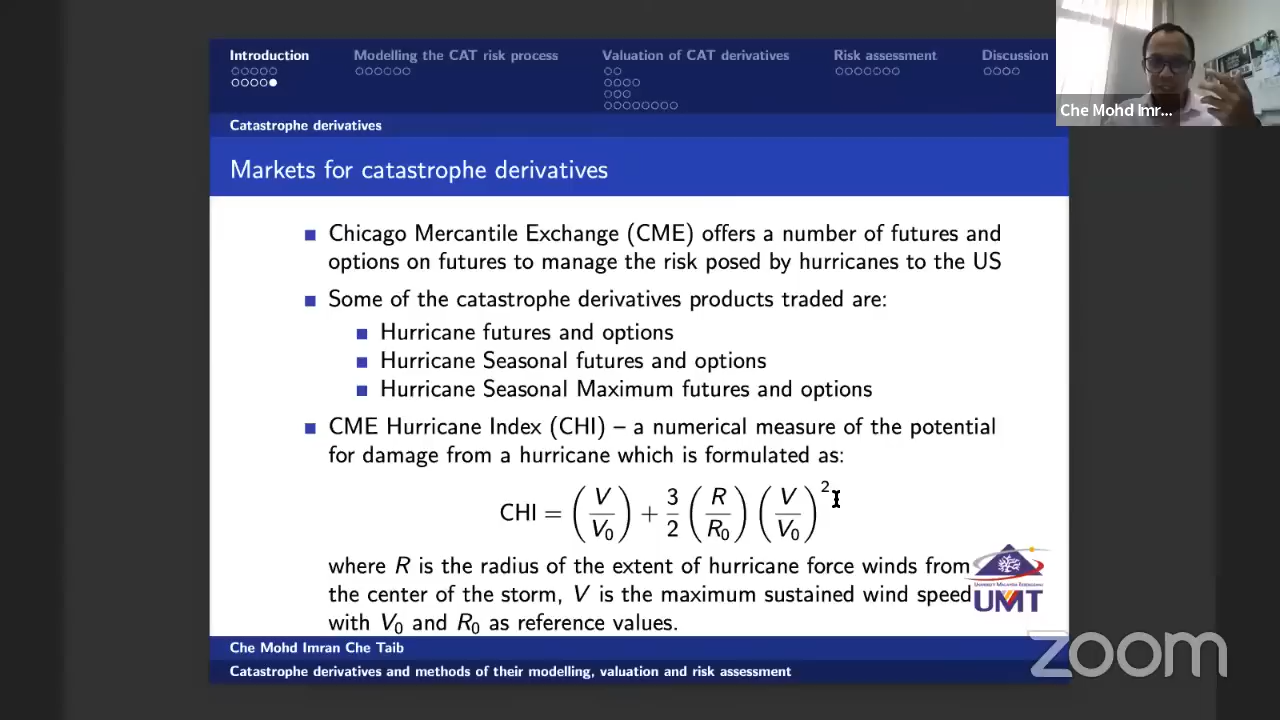 Introduction
Modelling the CAT risk process
Valuation of CAT derivatives
Risk assessment
Discussion
Catastrophe derivatives
Markets for catastrophe derivatives
Chicago Mercantile Exchange (CME) offers a number of futures and
options on futures to manage the risk posed by hurricanes to the US
Some of the catastrophe derivatives products traded are:
Hurricane futures and options
Hurricane Seasonal futures and options
Hurricane Seasonal Maximum futures and options
CME Hurricane Index (CHI) – a numerical measure of the potential
for damage from a hurricane which is formulated as:
CHI = (V/V₀) + 3/2 (R/R₀) (V/V₀)²
where R is the radius of the extent of hurricane force winds from
the center of the storm, V is the maximum sustained wind speed
with V₀ and R₀ as reference values.
UMT
Che Mohd Imran Che Taib
Catastrophe derivatives and methods of their modelling, valuation and risk assessment
Che Mohd Imr...
zoom